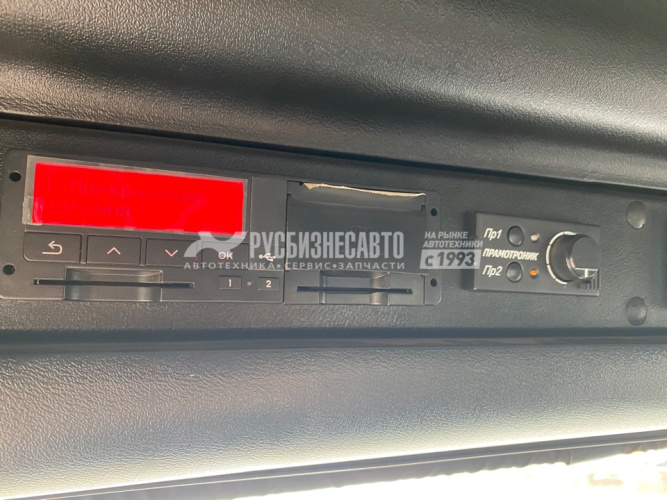 OK
РУСБИЗНЕСАВТО
АВТОТЕХНИКА • СЕРВИС • ЗАПЧАСТИ
НА РЫНКЕ
АВТОТЕХНИКИ
с 1993
1 2
Пр1
ПРАМОТРОНИК
Пр2